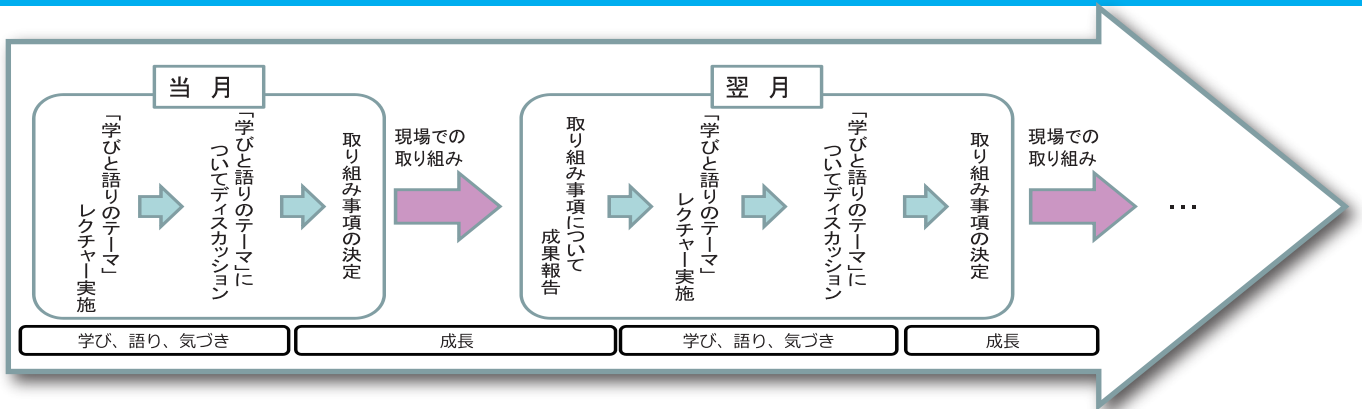 当　月
「学びと語りのテーマ」
レクチャー実施
「学びと語りのテーマ」に
ついてディスカッション
取り組み事項の決定
現場での
取り組み
翌　月
取り組み事項について
成果報告
「学びと語りのテーマ」
レクチャー実施
「学びと語りのテーマ」に
ついてディスカッション
取り組み事項の決定
現場での
取り組み
…
学び、語り、気づき
成長
学び、語り、気づき
成長